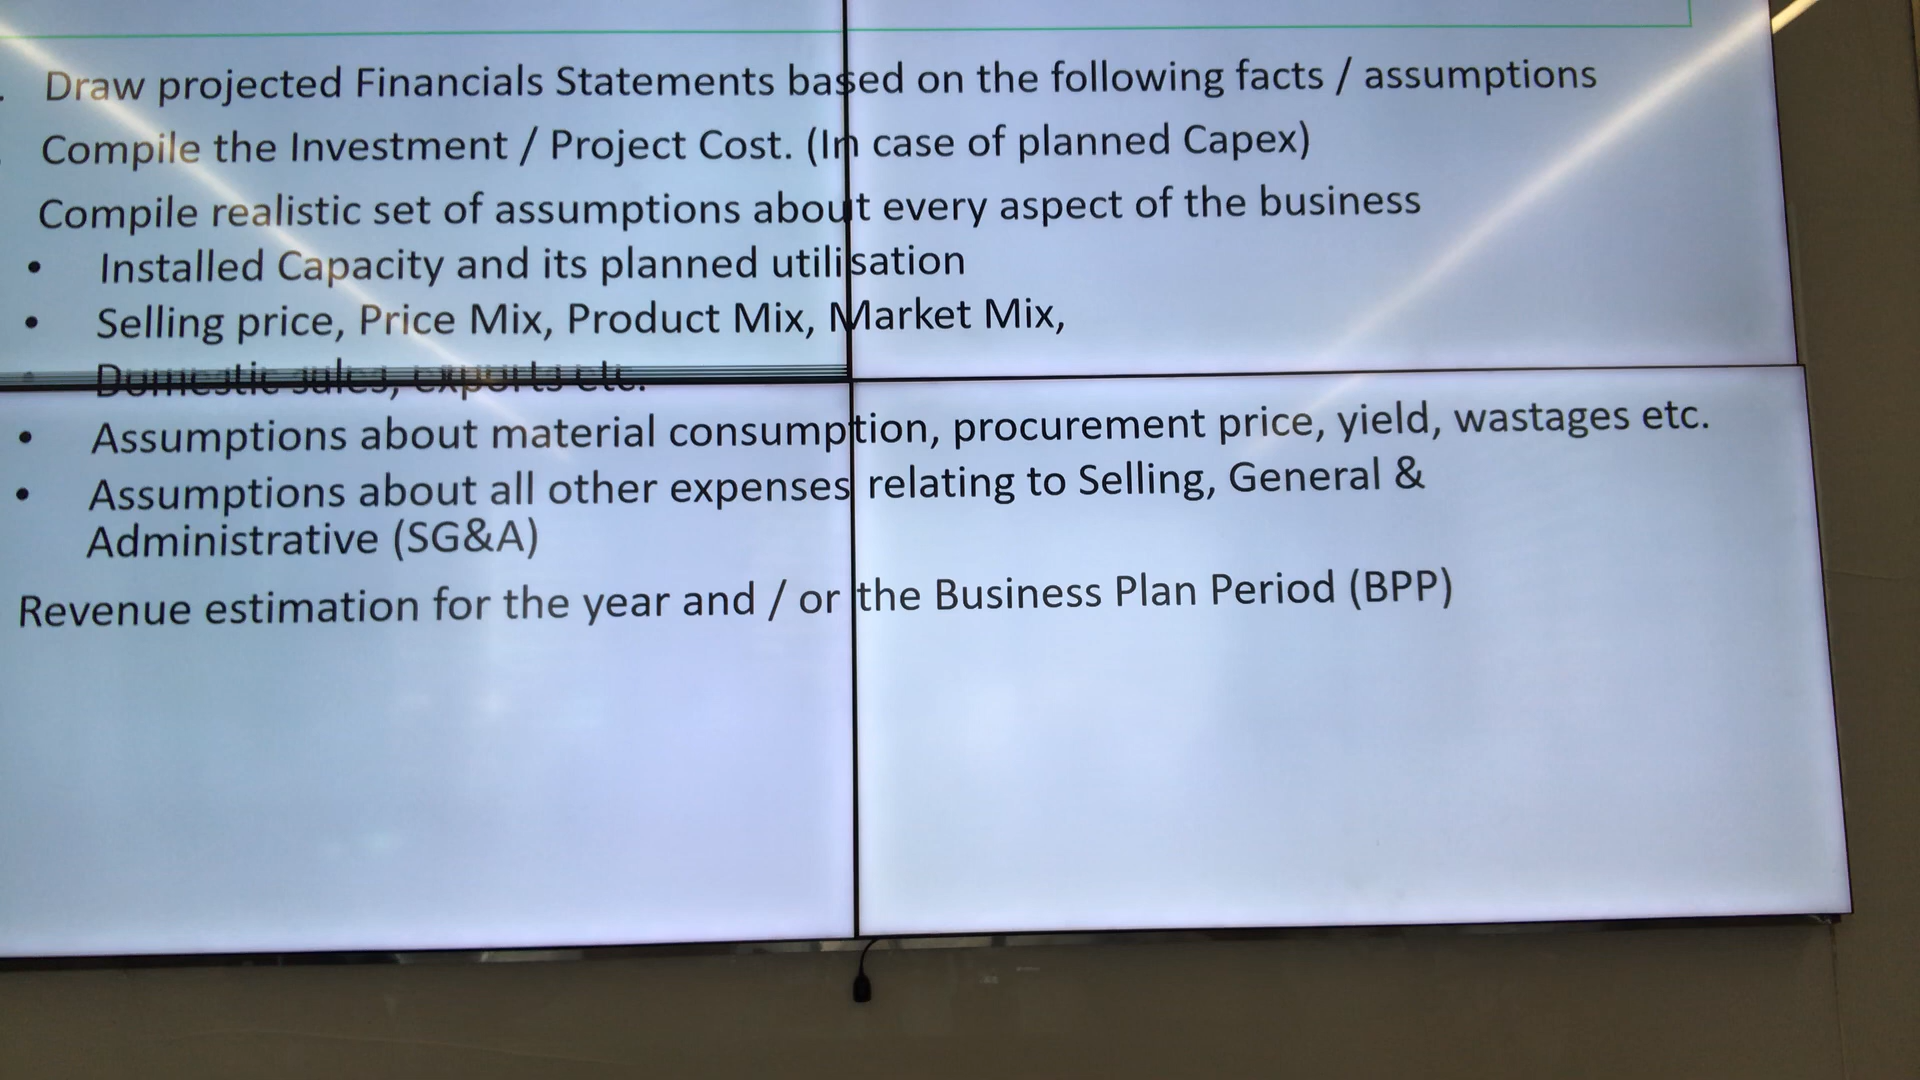 Draw projected Financials Statements based on the following facts / assumptions
Compile the Investment / Project Cost. (In case of planned Capex)
Compile realistic set of assumptions about every aspect of the business
• Installed Capacity and its planned utilisation
• Selling price, Price Mix, Product Mix, Market Mix,
• Domestic sales, exports etc.
• Assumptions about material consumption, procurement price, yield, wastages etc.
• Assumptions about all other expenses relating to Selling, General &
Administrative (SG&A)
Revenue estimation for the year and / or the Business Plan Period (BPP)